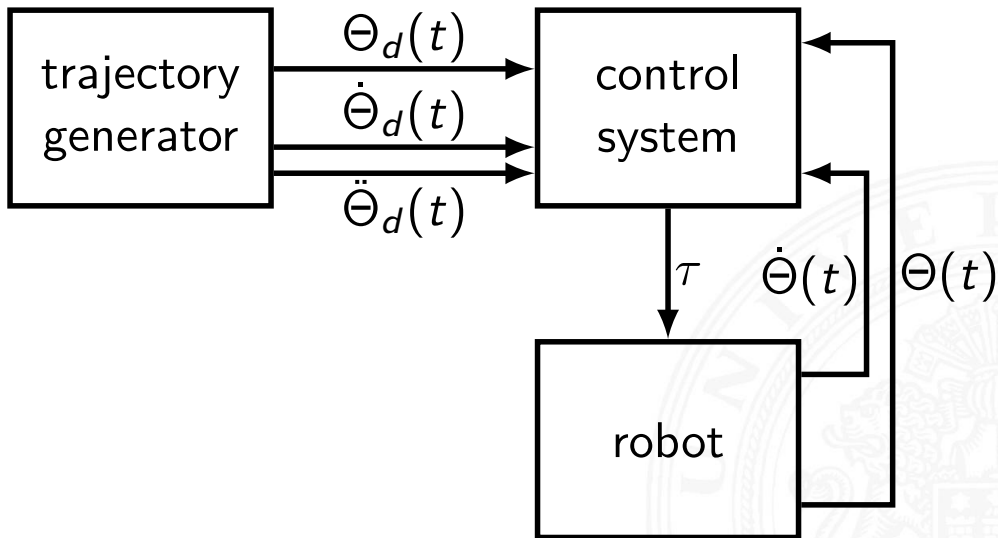 trajectory
generator
Θ_d(t)
Θ̇_d(t)
Θ̈_d(t)
control
system
τ
Θ̇(t)
Θ(t)
robot